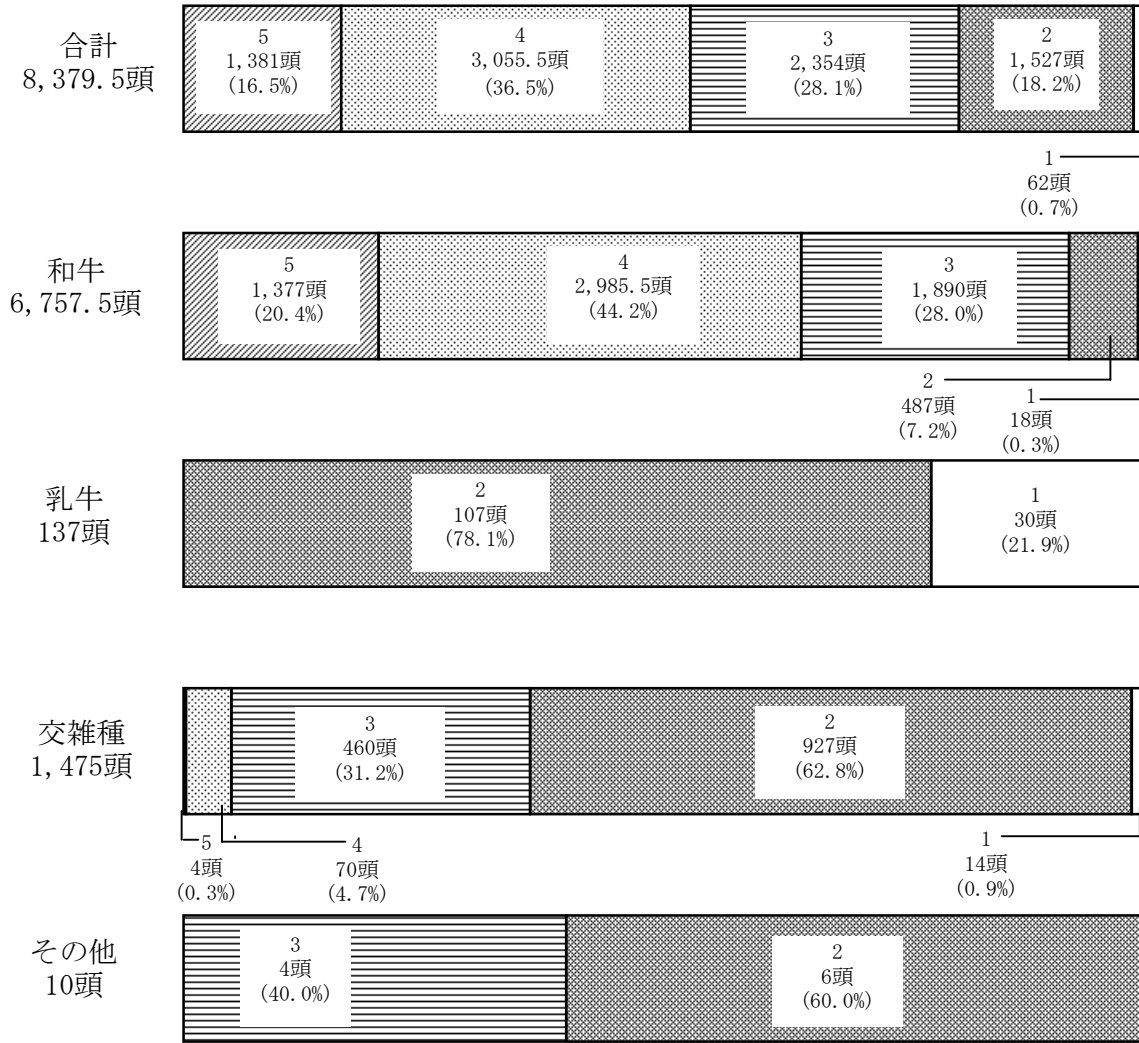 合計
8,379.5頭
5
1,381頭
(16.5%)
4
3,055.5頭
(36.5%)
3
2,354頭
(28.1%)
2
1,527頭
(18.2%)
1
62頭
(0.7%)
和牛
6,757.5頭
5
1,377頭
(20.4%)
4
2,985.5頭
(44.2%)
3
1,890頭
(28.0%)
2
487頭
(7.2%)
1
18頭
(0.3%)
乳牛
137頭
2
107頭
(78.1%)
1
30頭
(21.9%)
交雑種
1,475頭
5
4頭
(0.3%)
4
70頭
(4.7%)
3
460頭
(31.2%)
2
927頭
(62.8%)
1
14頭
(0.9%)
その他
10頭
3
4頭
(40.0%)
2
6頭
(60.0%)